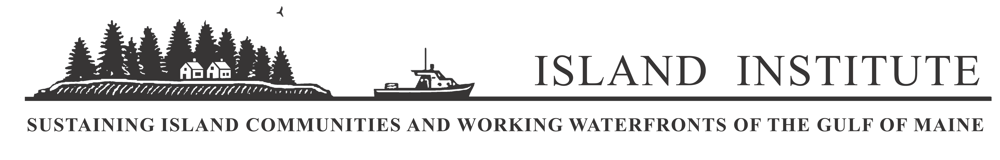 ISLAND INSTITUTE
SUSTAINING ISLAND COMMUNITIES AND WORKING WATERFRONTS OF THE GULF OF MAINE